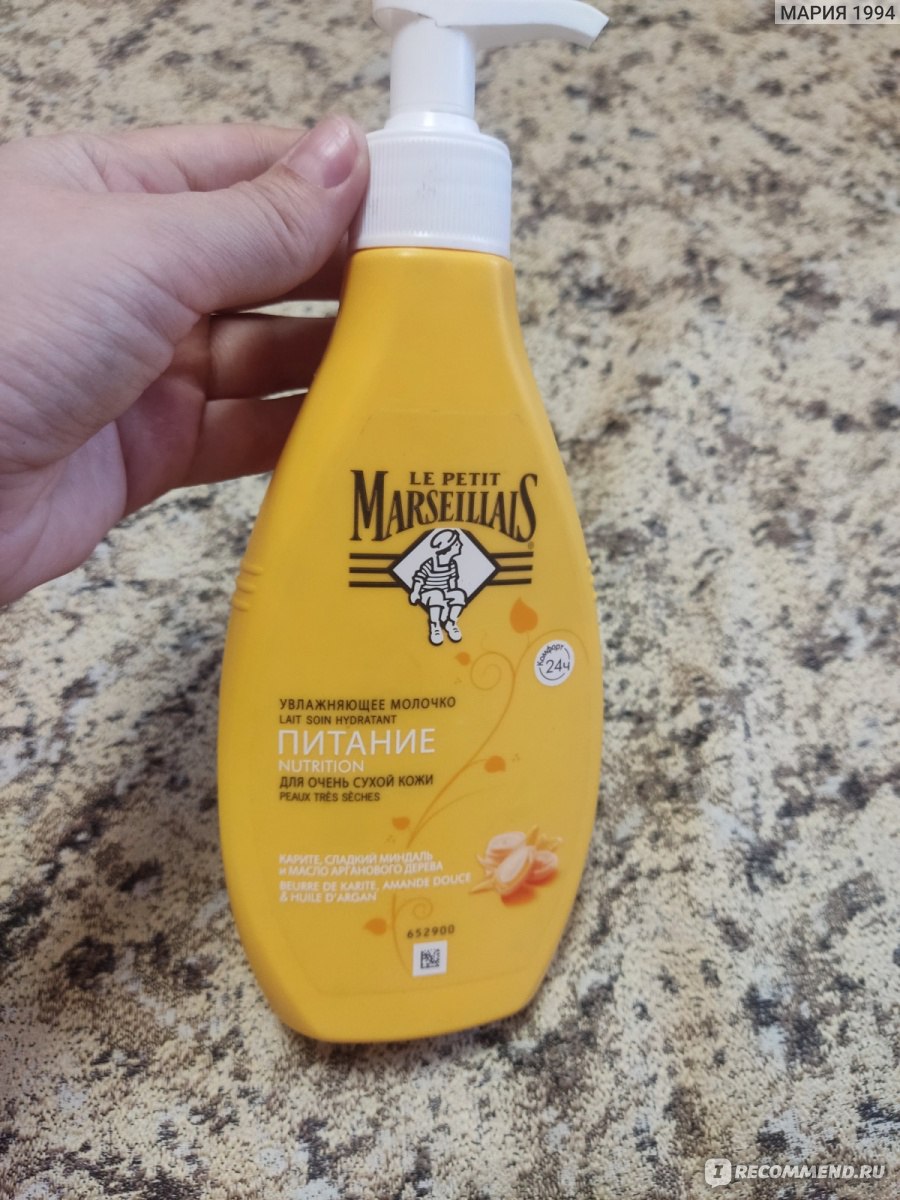 МАРИЯ 1994
LE PETIT
MARSEILLAIS
®
Комфорт
24ч
УВЛАЖНЯЮЩЕЕ МОЛОЧКО
LAIT SOIN HYDRATANT
ПИТАНИЕ
NUTRITION
ДЛЯ ОЧЕНЬ СУХОЙ КОЖИ
PEAUX TRÈS SÈCHES
КАРИТЕ, СЛАДКИЙ МИНДАЛЬ
И МАСЛО АРГАНОВОГО ДЕРЕВА
BEURRE DE KARITÉ, AMANDE DOUCE
& HUILE D'ARGAN
652900
IRECOMMEND.RU